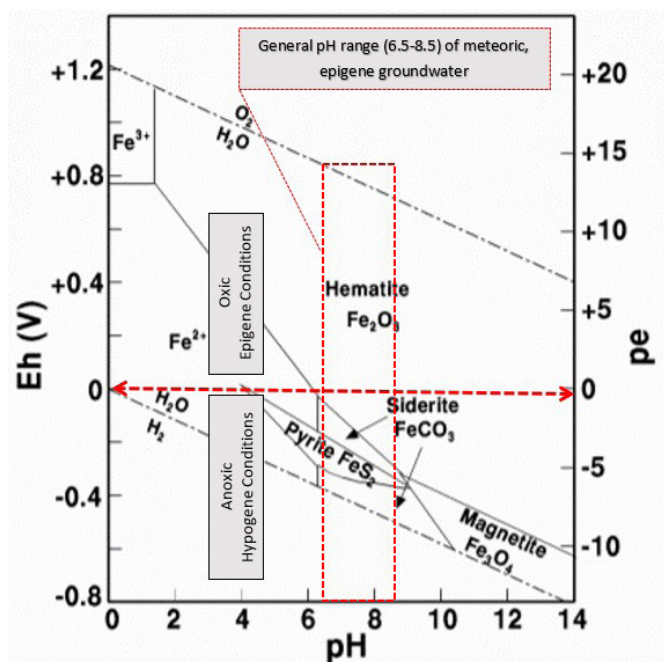 General pH range (6.5-8.5) of meteoric,
epigene groundwater
+1.2
+0.8
+0.4
0
-0.4
-0.8
Eh (V)
+20
+15
+10
+5
0
-5
-10
pe
O₂
H₂O
Fe³⁺
Oxic
Epigene Conditions
Hematite
Fe₂O₃
Fe²⁺
H₂O
H₂
Anoxic
Hypogene Conditions
Siderite
FeCO₃
Pyrite FeS₂
Magnetite
Fe₃O₄
0
2
4
6
8
10
12
14
pH